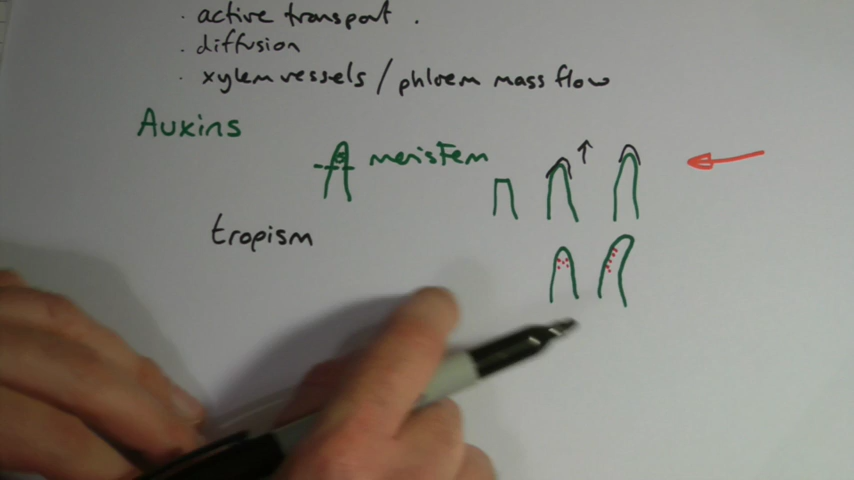 · active transport .
· diffusion
· xylem vessels / phloem mass flow
Auxins
meristem
tropism